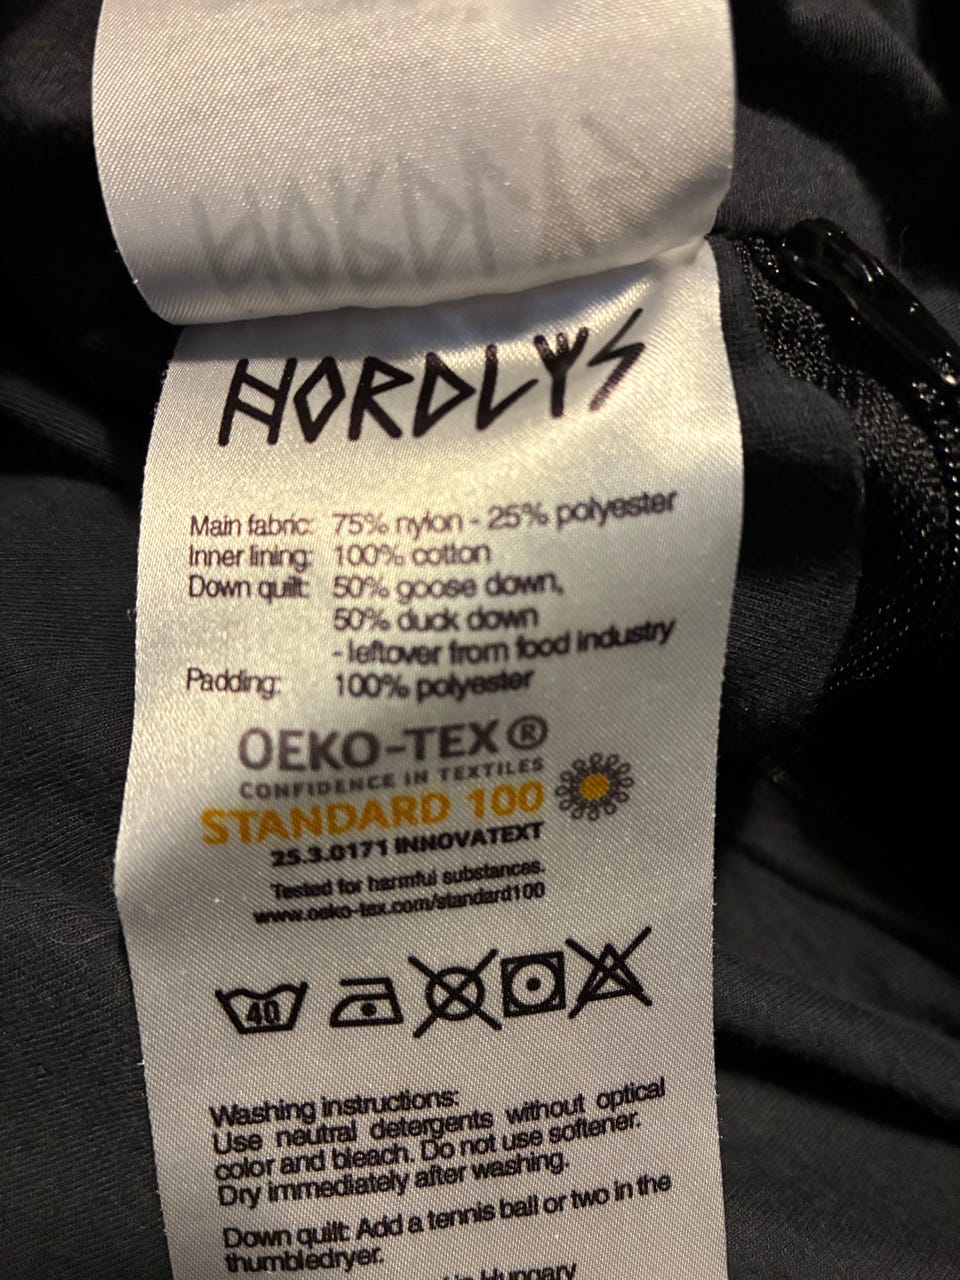 NORDLYS
Main fabric: 75% nylon - 25% polyester
Inner lining: 100% cotton
Down quilt: 50% goose down,
50% duck down
- leftover from food industry
Padding: 100% polyester
OEKO-TEX®
CONFIDENCE IN TEXTILES
STANDARD 100
25.3.0171 INNOVATEXT
Tested for harmful substances.
www.oeko-tex.com/standard100
40
Washing instructions:
Use neutral detergents without optical
color and bleach. Do not use softener.
Dry immediately after washing.
Down quilt: Add a tennis ball or two in the
thumbledryer.
in Hungary